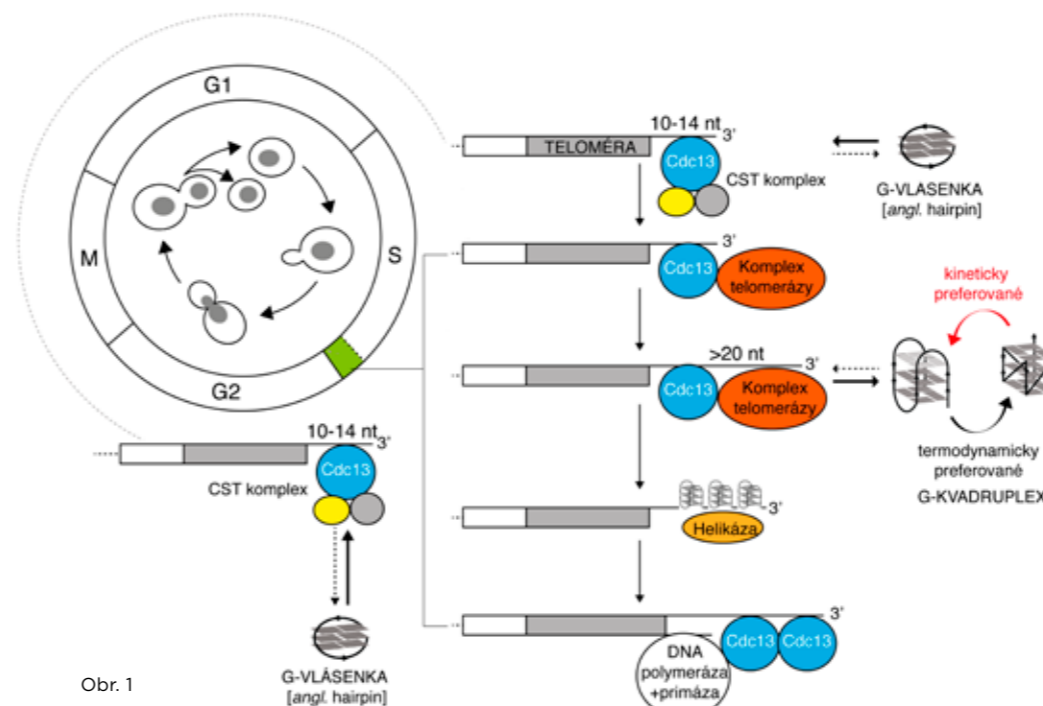 G1
S
G2
M
10-14 nt
3'
TELOMÉRA
Cdc13
CST komplex
G-VLASENKA
[angl. hairpin]
3'
Cdc13
Komplex
telomerázy
>20 nt
3'
Cdc13
Komplex
telomerázy
kineticky
preferované
termodynamicky
preferované
G-KVADRUPLEX
3'
Helikáza
3'
DNA
polymeráza
+primáza
Cdc13
Cdc13
10-14 nt
3'
Cdc13
CST komplex
G-VLÁSENKA
[angl. hairpin]
Obr. 1